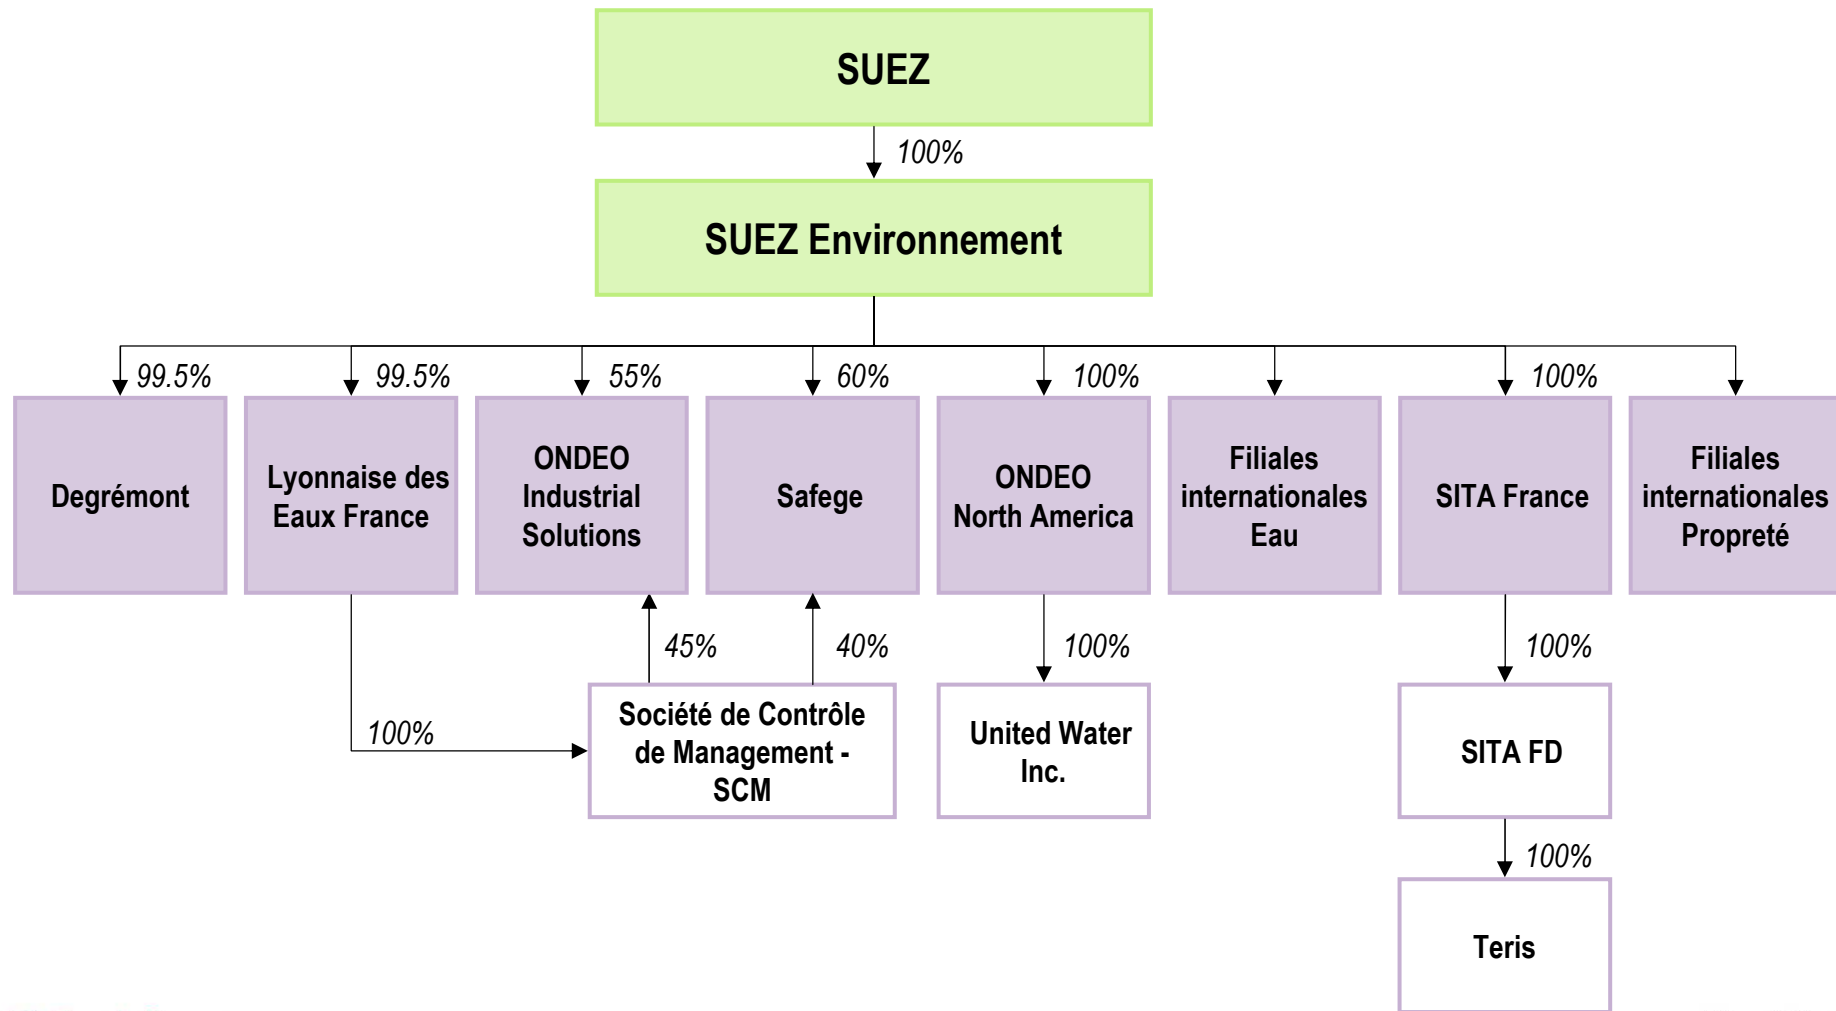 SUEZ
100%
SUEZ Environnement
99.5%
99.5%
55%
60%
100%
100%
Degrémont
Lyonnaise des
Eaux France
ONDEO
Industrial
Solutions
Safege
ONDEO
North America
Filiales
internationales
Eau
SITA France
Filiales
internationales
Propreté
45%
40%
100%
100%
100%
Société de Contrôle
de Management -
SCM
United Water
Inc.
SITA FD
100%
Teris